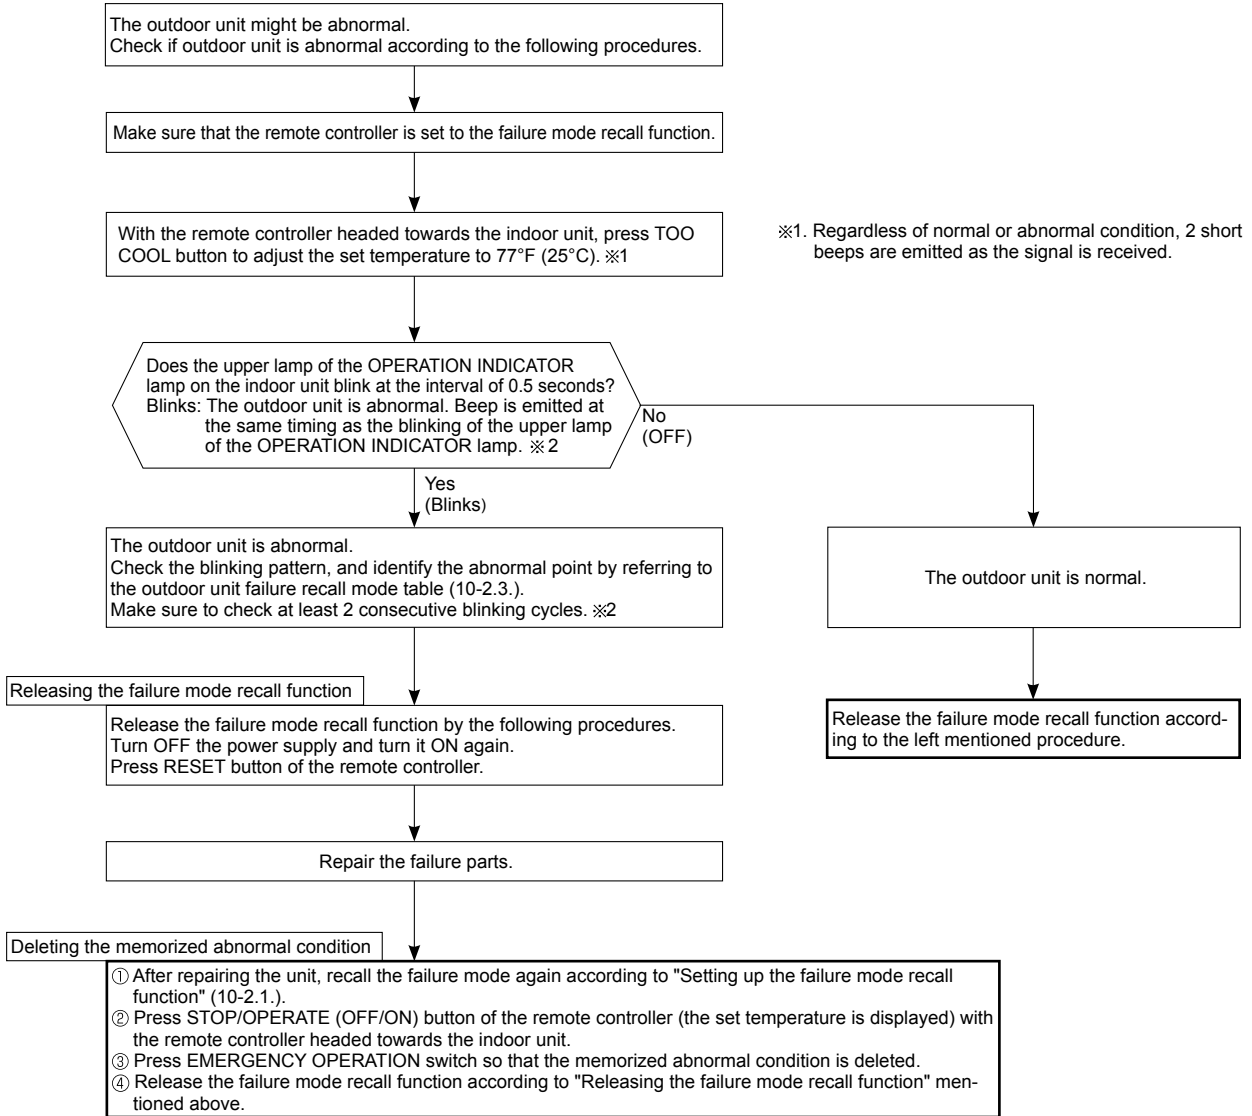 The outdoor unit might be abnormal.
Check if outdoor unit is abnormal according to the following procedures.
Make sure that the remote controller is set to the failure mode recall function.
With the remote controller headed towards the indoor unit, press TOO
COOL button to adjust the set temperature to 77°F (25°C). ※1
※1. Regardless of normal or abnormal condition, 2 short
beeps are emitted as the signal is received.
Does the upper lamp of the OPERATION INDICATOR
lamp on the indoor unit blink at the interval of 0.5 seconds?
Blinks: The outdoor unit is abnormal. Beep is emitted at
the same timing as the blinking of the upper lamp
of the OPERATION INDICATOR lamp. ※2
No
(OFF)
Yes
(Blinks)
The outdoor unit is abnormal.
Check the blinking pattern, and identify the abnormal point by referring to
the outdoor unit failure recall mode table (10-2.3.).
Make sure to check at least 2 consecutive blinking cycles. ※2
The outdoor unit is normal.
Releasing the failure mode recall function
Release the failure mode recall function by the following procedures.
Turn OFF the power supply and turn it ON again.
Press RESET button of the remote controller.
Release the failure mode recall function accord-
ing to the left mentioned procedure.
Repair the failure parts.
Deleting the memorized abnormal condition
① After repairing the unit, recall the failure mode again according to "Setting up the failure mode recall
function" (10-2.1.).
② Press STOP/OPERATE (OFF/ON) button of the remote controller (the set temperature is displayed) with
the remote controller headed towards the indoor unit.
③ Press EMERGENCY OPERATION switch so that the memorized abnormal condition is deleted.
④ Release the failure mode recall function according to "Releasing the failure mode recall function" men-
tioned above.